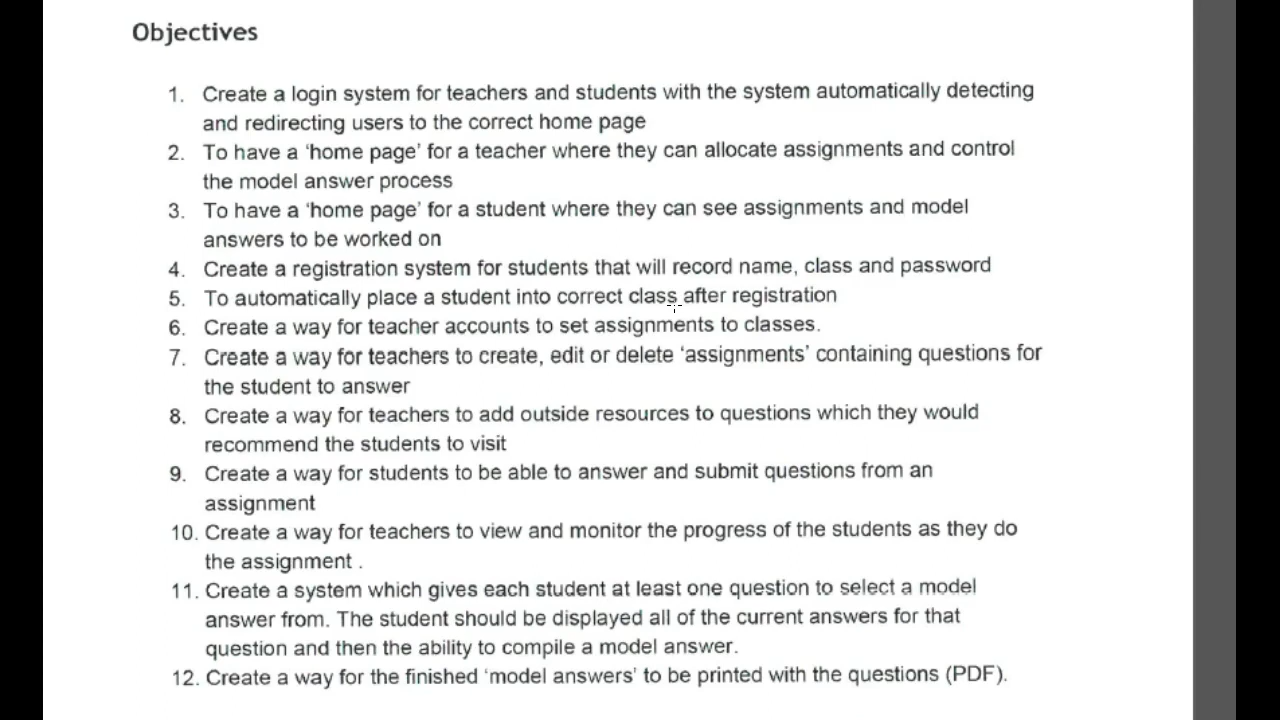 Objectives
1. Create a login system for teachers and students with the system automatically detecting
and redirecting users to the correct home page
2. To have a ‘home page’ for a teacher where they can allocate assignments and control
the model answer process
3. To have a ‘home page’ for a student where they can see assignments and model
answers to be worked on
4. Create a registration system for students that will record name, class and password
5. To automatically place a student into correct class after registration
6. Create a way for teacher accounts to set assignments to classes.
7. Create a way for teachers to create, edit or delete ‘assignments’ containing questions for
the student to answer
8. Create a way for teachers to add outside resources to questions which they would
recommend the students to visit
9. Create a way for students to be able to answer and submit questions from an
assignment
10. Create a way for teachers to view and monitor the progress of the students as they do
the assignment .
11. Create a system which gives each student at least one question to select a model
answer from. The student should be displayed all of the current answers for that
question and then the ability to compile a model answer.
12. Create a way for the finished ‘model answers’ to be printed with the questions (PDF).